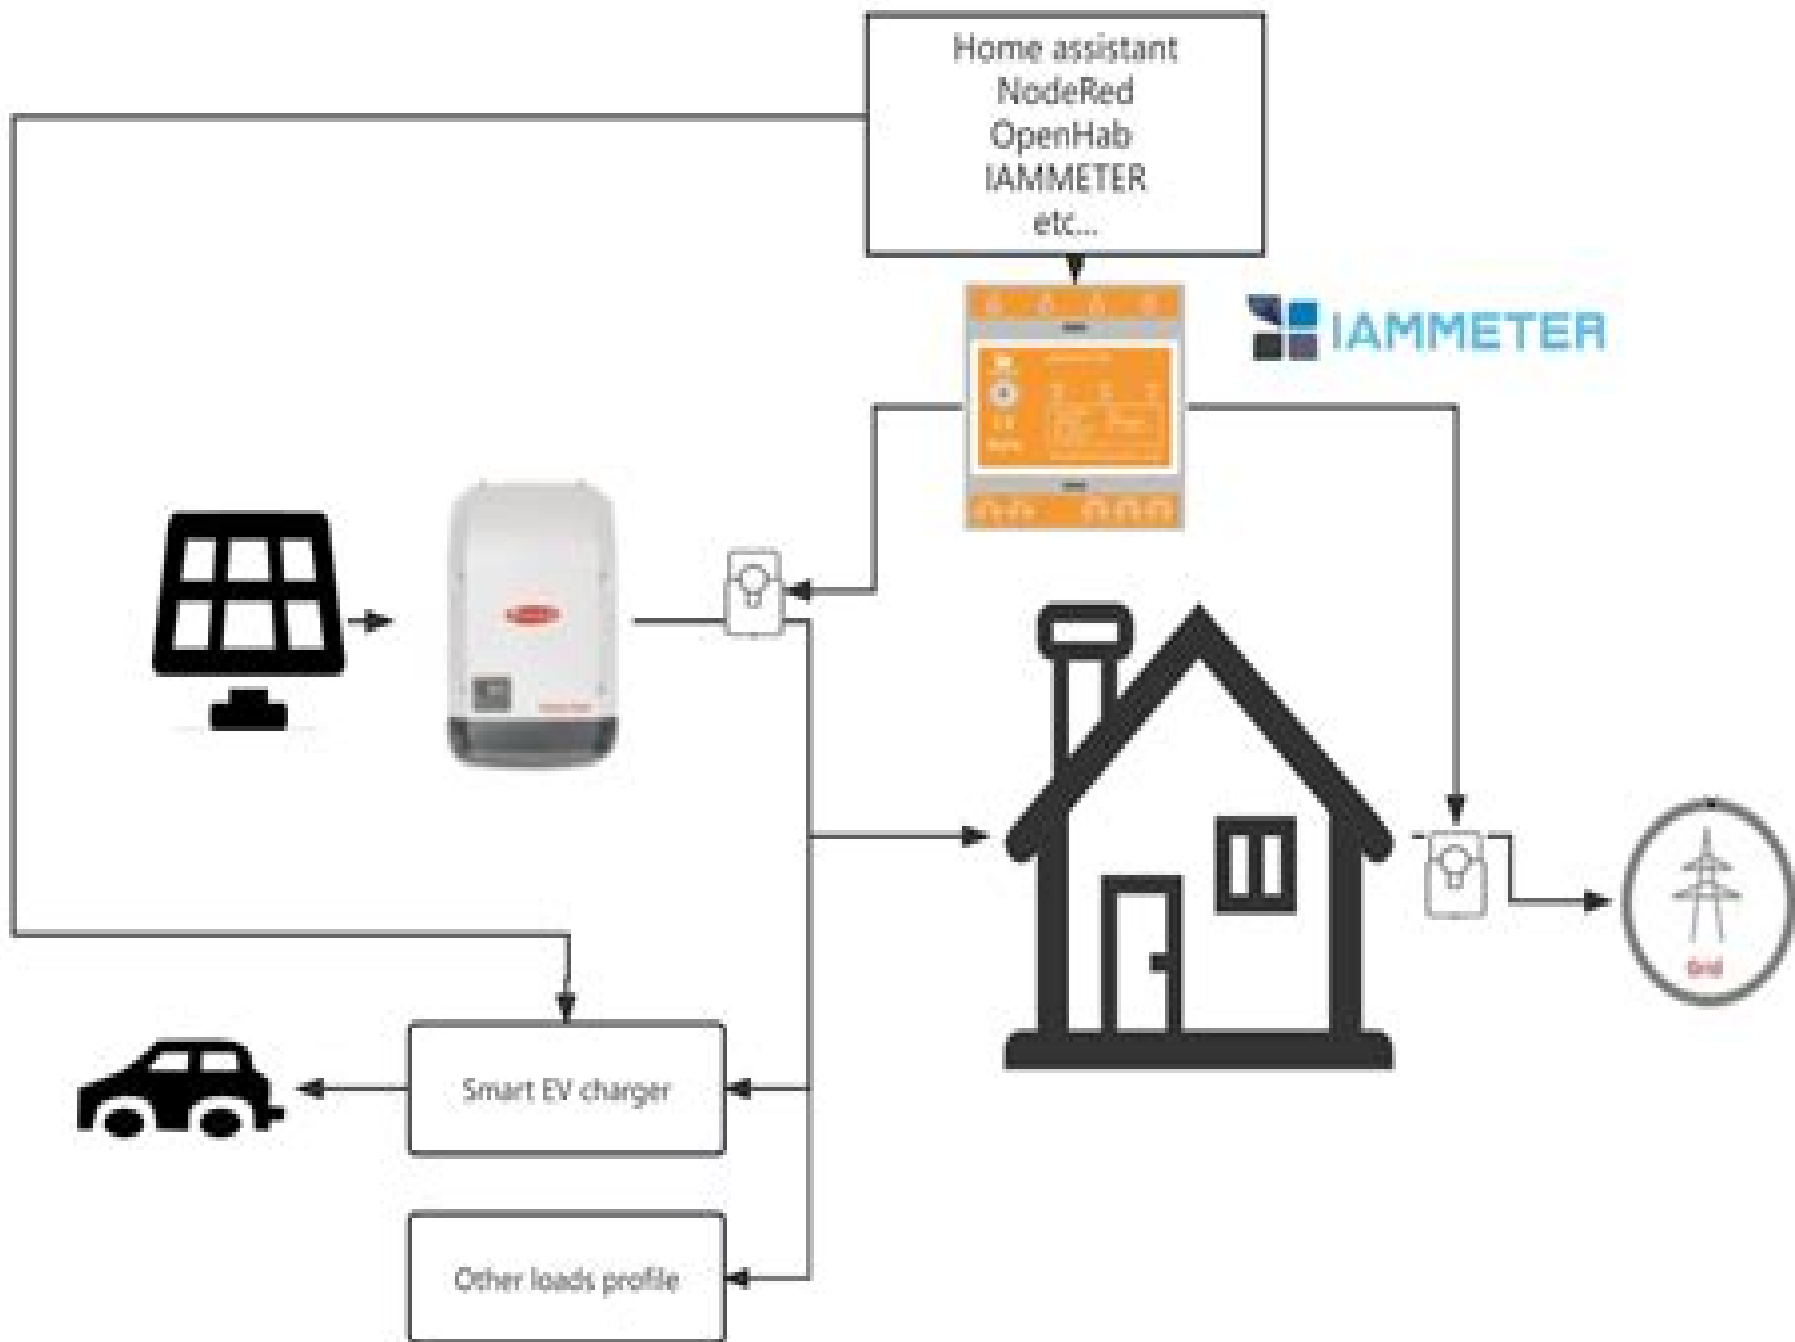 Home assistant
NodeRed
OpenHab
IAMMETER
etc...
IAMMETER
Grid
Smart EV charger
Other loads profile